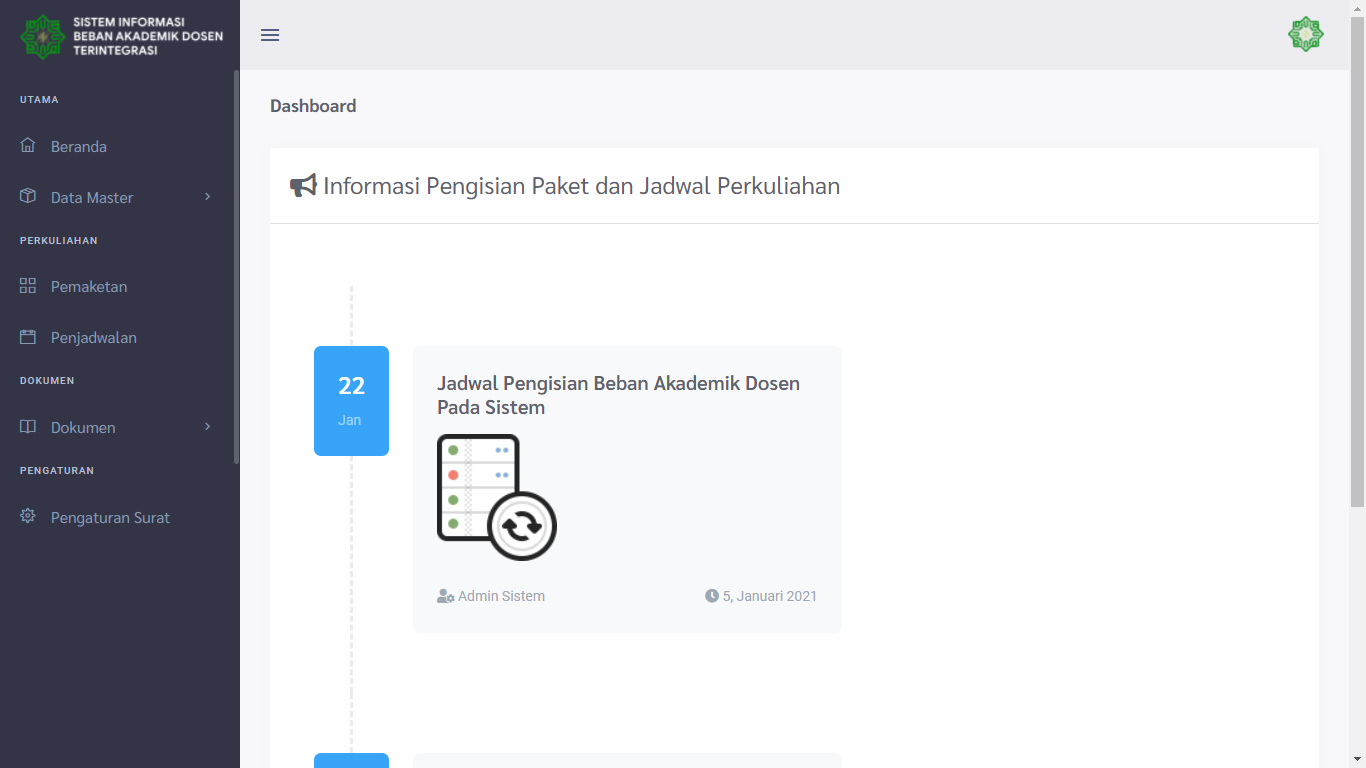 SISTEM INFORMASI
BEBAN AKADEMIK DOSEN
TERINTEGRASI
UTAMA
Beranda
Data Master
PERKULIAHAN
Pemaketan
Penjadwalan
DOKUMEN
Dokumen
PENGATURAN
Pengaturan Surat
Dashboard
Informasi Pengisian Paket dan Jadwal Perkuliahan
22
Jan
Jadwal Pengisian Beban Akademik Dosen
Pada Sistem
Admin Sistem
5, Januari 2021